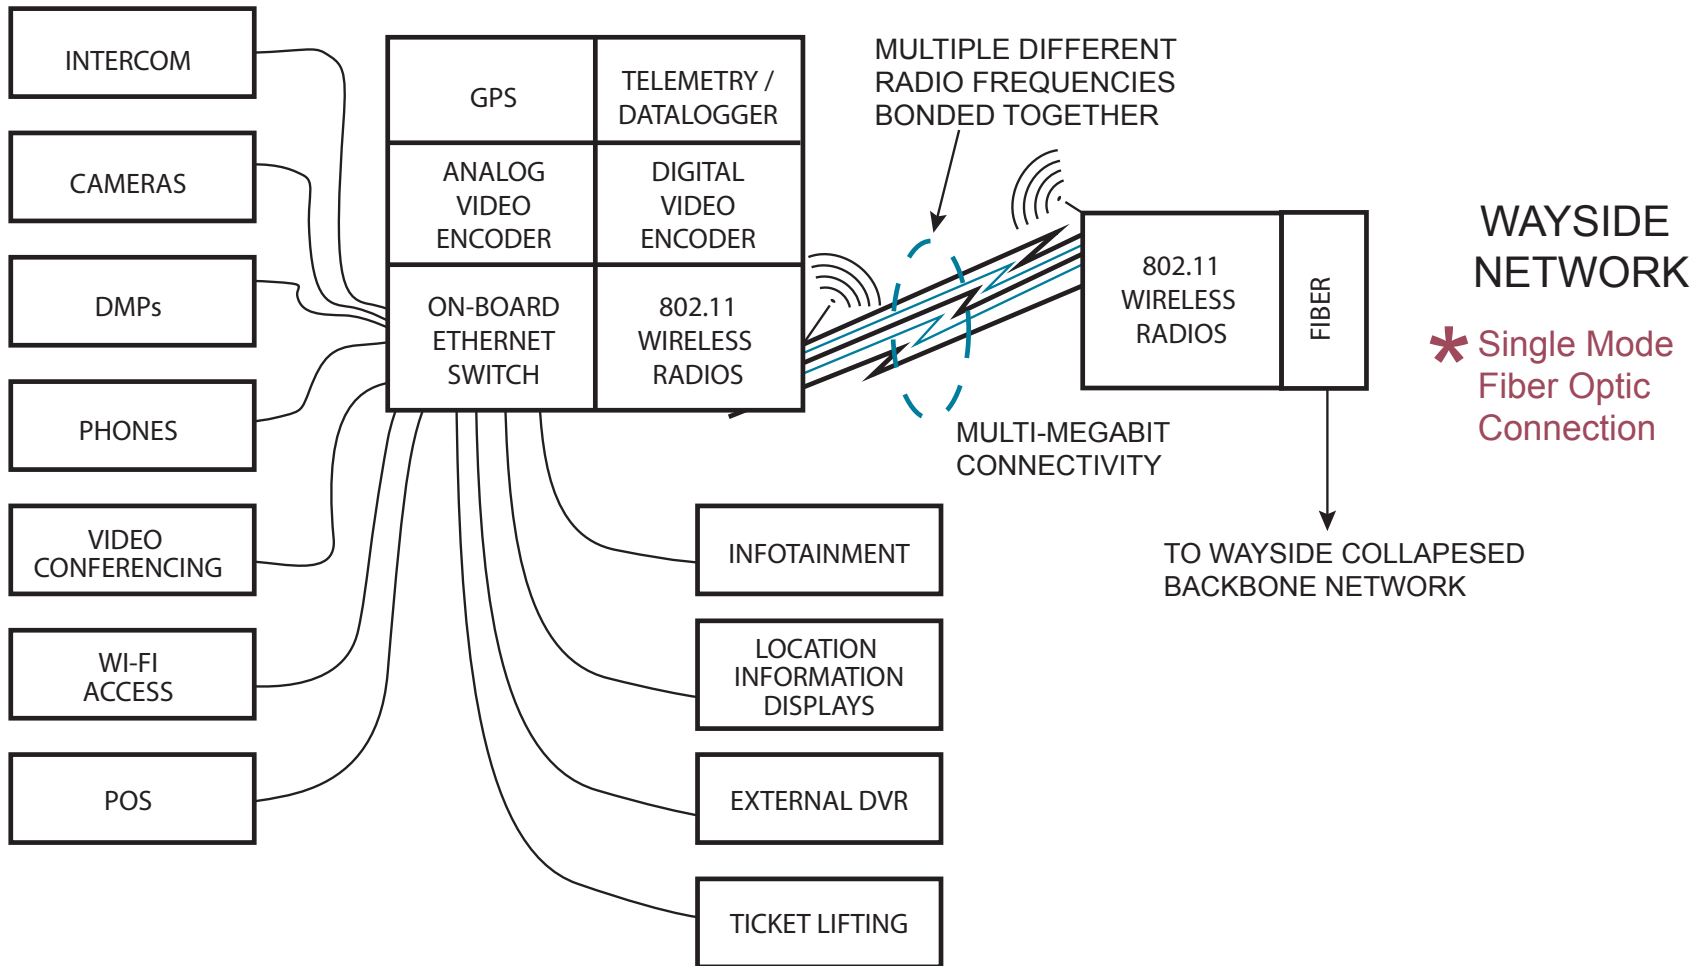 INTERCOM
CAMERAS
DMPs
PHONES
VIDEO
CONFERENCING
WI-FI
ACCESS
POS
GPS
TELEMETRY /
DATALOGGER
ANALOG
VIDEO
ENCODER
DIGITAL
VIDEO
ENCODER
ON-BOARD
ETHERNET
SWITCH
802.11
WIRELESS
RADIOS
INFOTAINMENT
LOCATION
INFORMATION
DISPLAYS
EXTERNAL DVR
TICKET LIFTING
MULTIPLE DIFFERENT
RADIO FREQUENCIES
BONDED TOGETHER
MULTI-MEGABIT
CONNECTIVITY
802.11
WIRELESS
RADIOS
FIBER
TO WAYSIDE COLLAPESED
BACKBONE NETWORK
WAYSIDE
NETWORK
* Single Mode
Fiber Optic
Connection